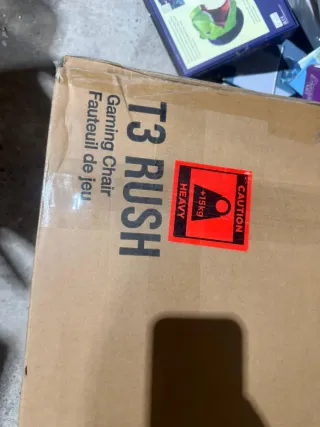 T3 RUSH
Gaming Chair
Fauteuil de jeu
CAUTION
+15kg
HEAVY